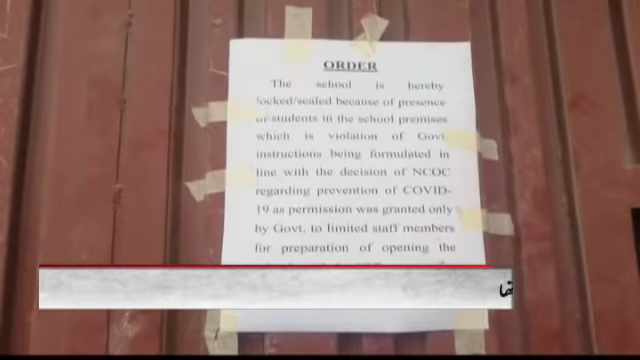 ORDER
The school is hereby
locked/sealed because of presence
of students in the school premises
which is violation of Govt.
instructions being formulated in
line with the decision of NCOC
regarding prevention of COVID-
19 as permission was granted only
by Govt. to limited staff members
for preparation of opening the
تھا